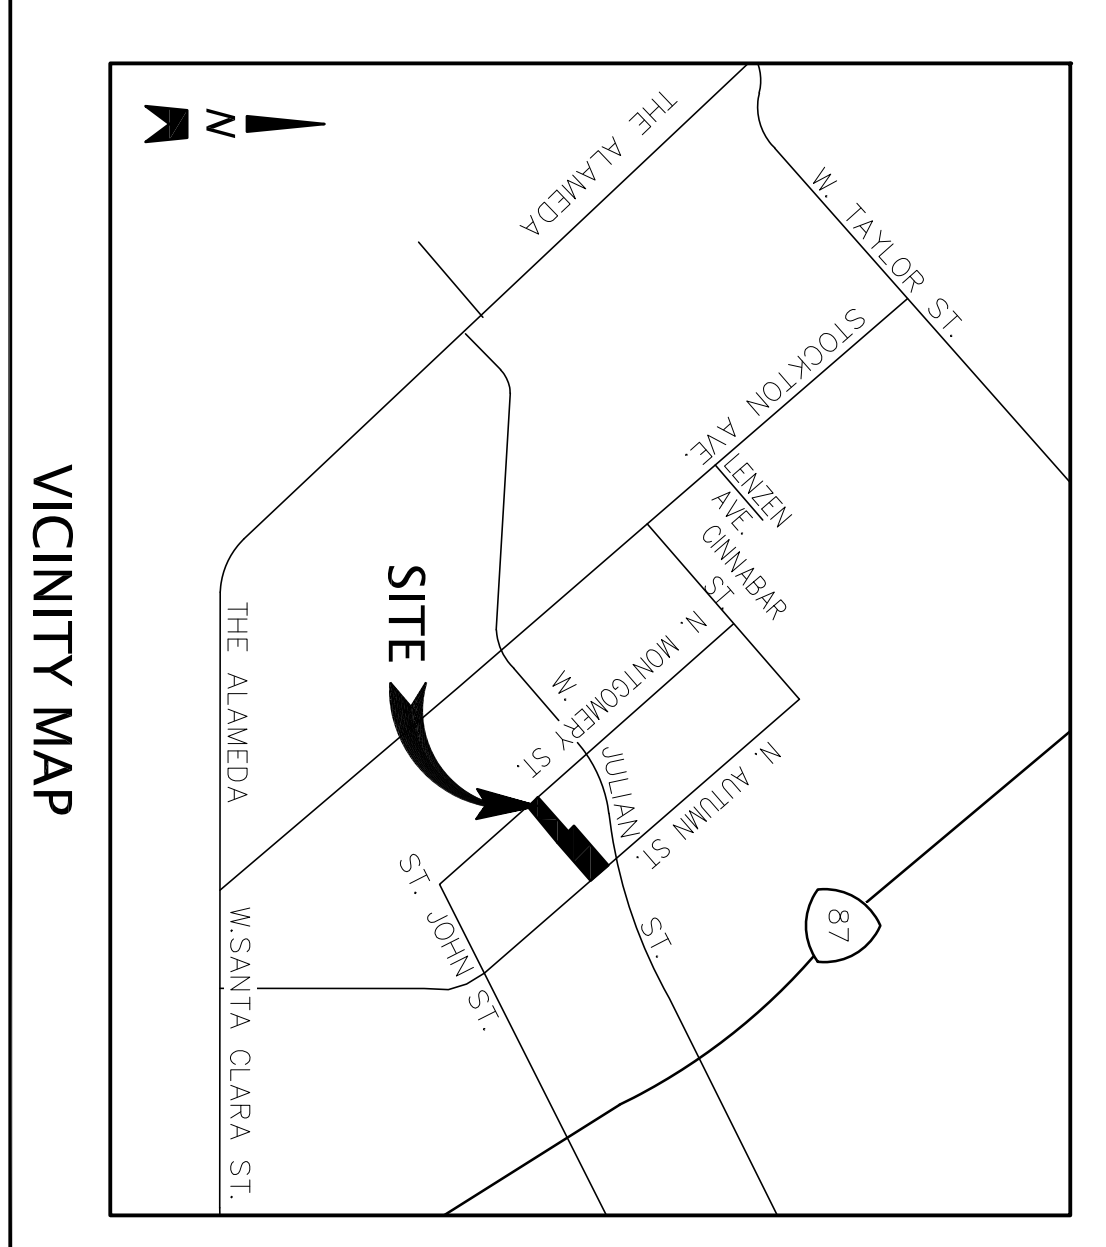 W. TAYLOR ST.
STOCKTON AVE.
LENZEN
AVE.
CINNABAR
ST.
N. AUTUMN ST.
87
N. MONTGOMERY ST.
W. JULIAN ST.
THE ALAMEDA
ST. JOHN ST.
SITE
N
THE ALAMEDA
W.SANTA CLARA ST.
VICINITY MAP